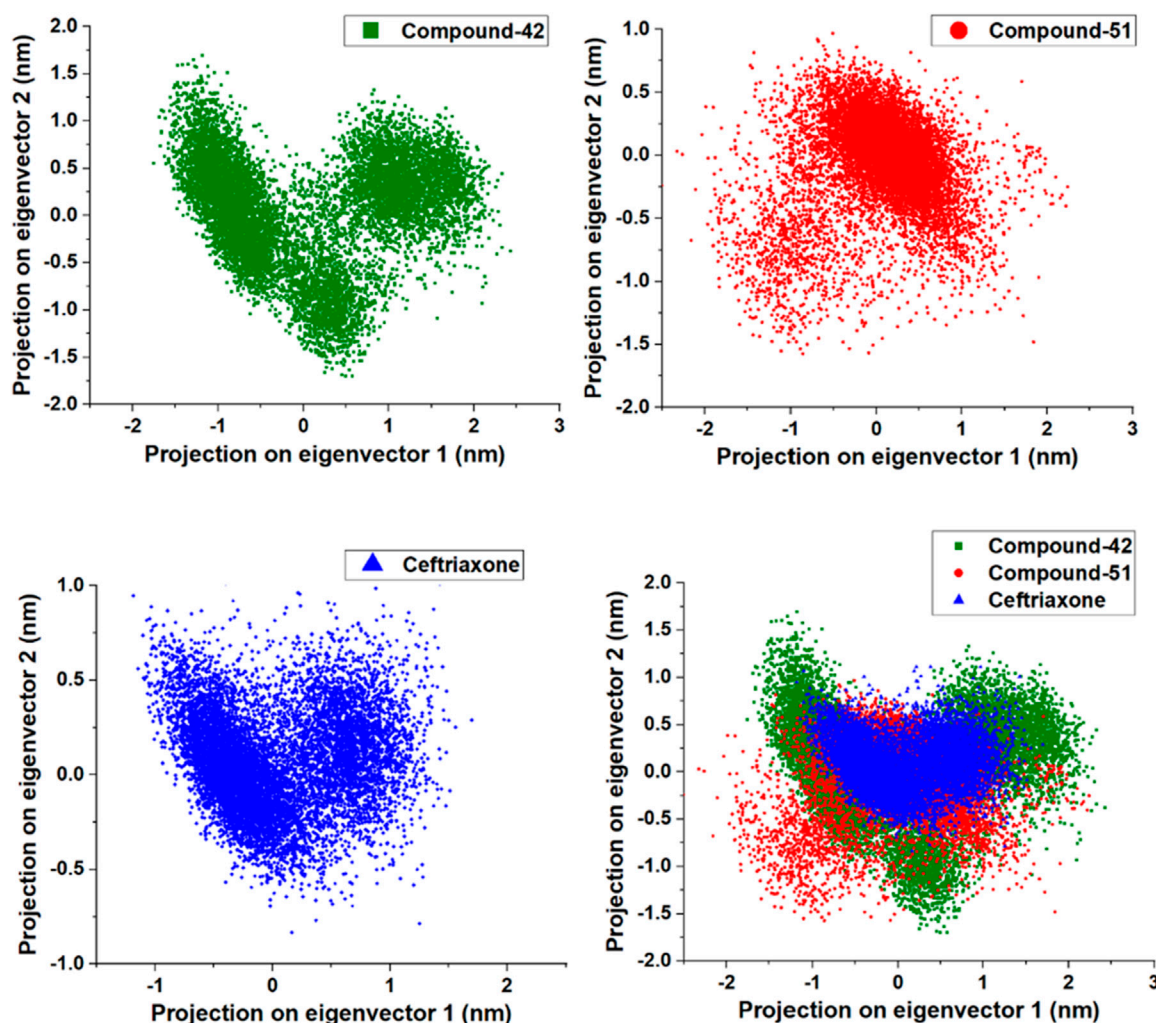 Compound-42
Projection on eigenvector 2 (nm)
2.0
1.5
1.0
0.5
0.0
-0.5
-1.0
-1.5
-2.0
-2 -1 0 1 2 3
Projection on eigenvector 1 (nm)
Compound-51
Projection on eigenvector 2 (nm)
1.0
0.5
0.0
-0.5
-1.0
-1.5
-2.0
-2 -1 0 1 2 3
Projection on eigenvector 1 (nm)
Ceftriaxone
Projection on eigenvector 2 (nm)
1.0
0.5
0.0
-0.5
-1.0
-1 0 1 2
Projection on eigenvector 1 (nm)
Compound-42
Compound-51
Ceftriaxone
Projection on eigenvector 2 (nm)
2.0
1.5
1.0
0.5
0.0
-0.5
-1.0
-1.5
-2.0
-2 -1 0 1 2 3
Projection on eigenvector 1 (nm)